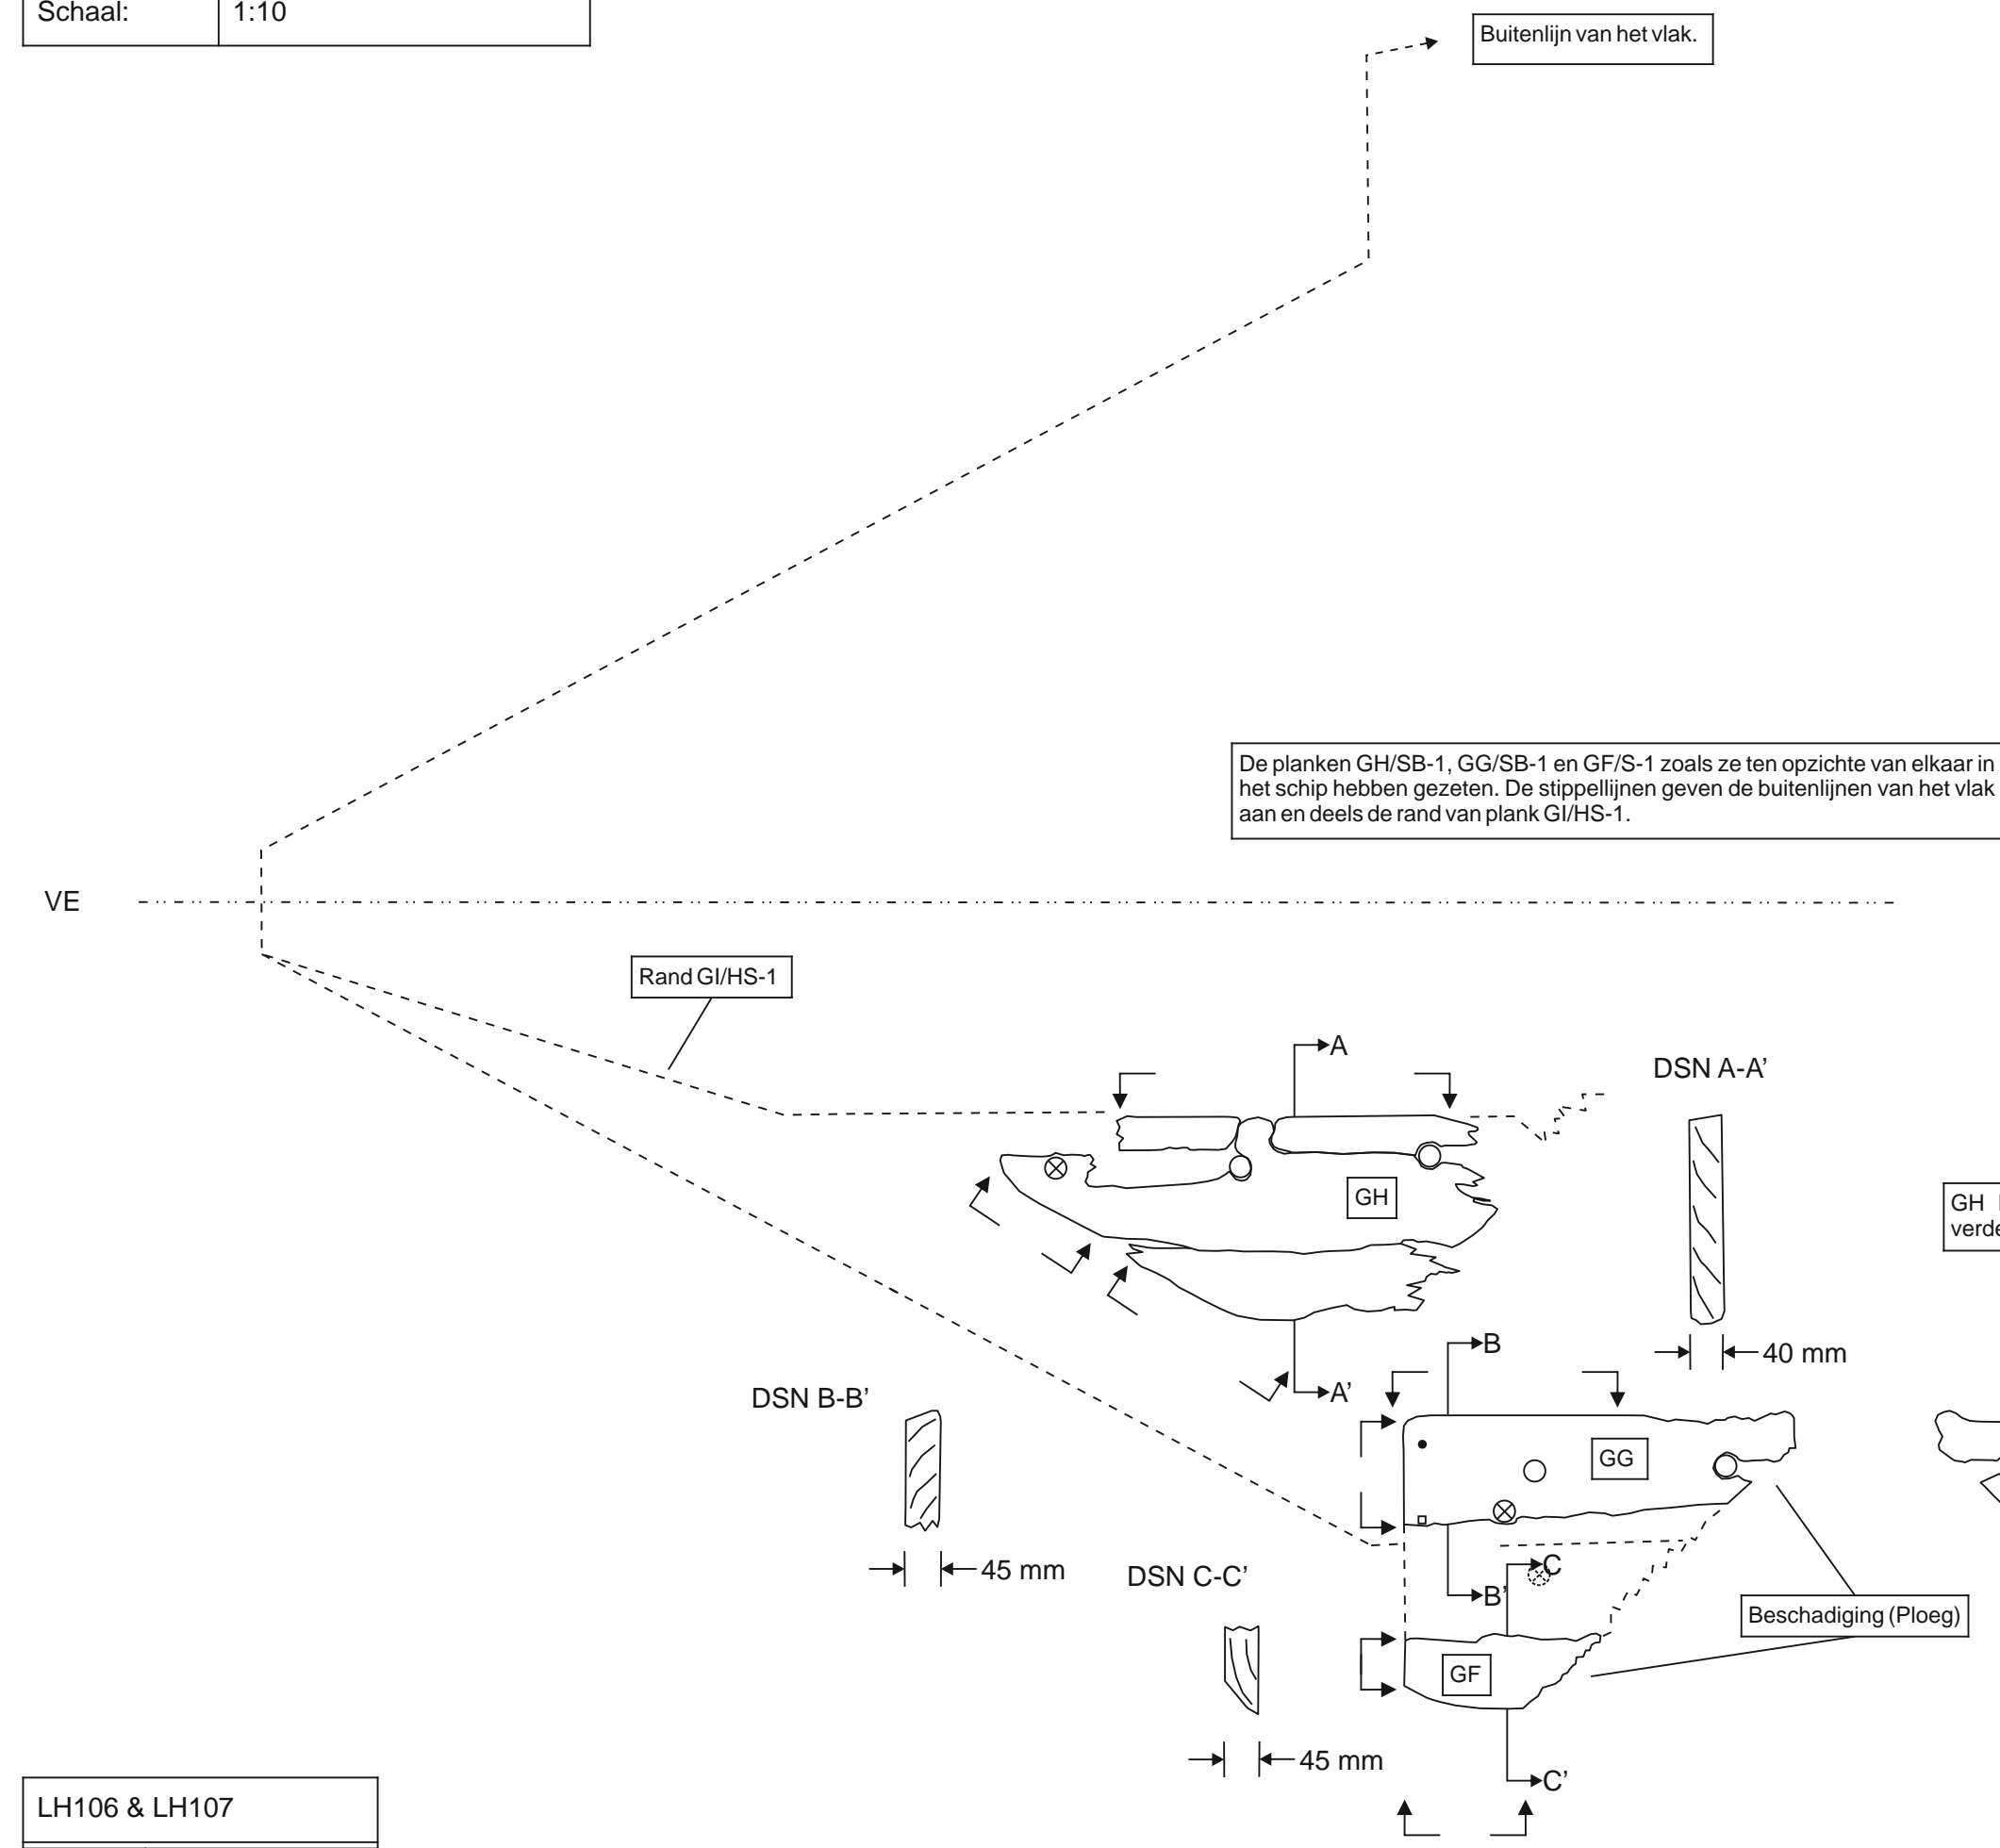 Schaal: 1:10
Buitenlijn van het vlak.
De planken GH/SB-1, GG/SB-1 en GF/S-1 zoals ze ten opzichte van elkaar in
het schip hebben gezeten. De stippellijnen geven de buitenlijnen van het vlak
aan en deels de rand van plank GI/HS-1.
VE
Rand GI/HS-1
A
DSN A-A’
GH
GH
40 mm
B
A’
DSN B-B’
GG
45 mm
DSN C-C’
C
B’
Beschadiging (Ploeg)
GF
45 mm
C’
LH106 & LH107